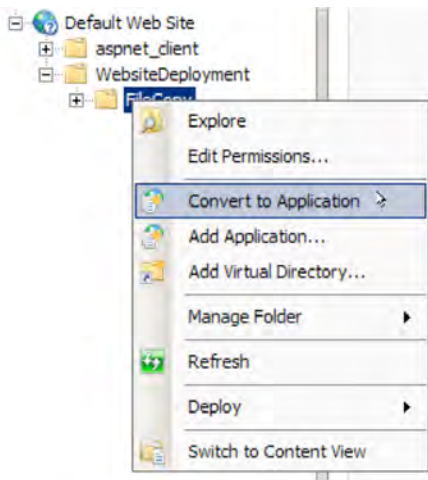 Default Web Site
aspnet_client
WebsiteDeployment
FileCopy
Explore
Edit Permissions...
Convert to Application
Add Application...
Add Virtual Directory...
Manage Folder
Refresh
Deploy
Switch to Content View